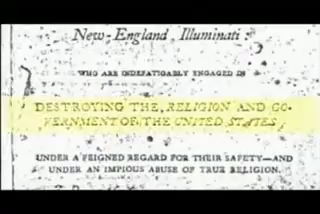 New-England Illuminati:
WHO ARE INDEFATIGABLY ENGAGED IN
DESTROYING THE RELIGION AND GO-
VERNMENT OF THE UNITED STATES,
UNDER A FEIGNED REGARD FOR THEIR SAFETY—AND
UNDER AN IMPIOUS ABUSE OF TRUE RELIGION.